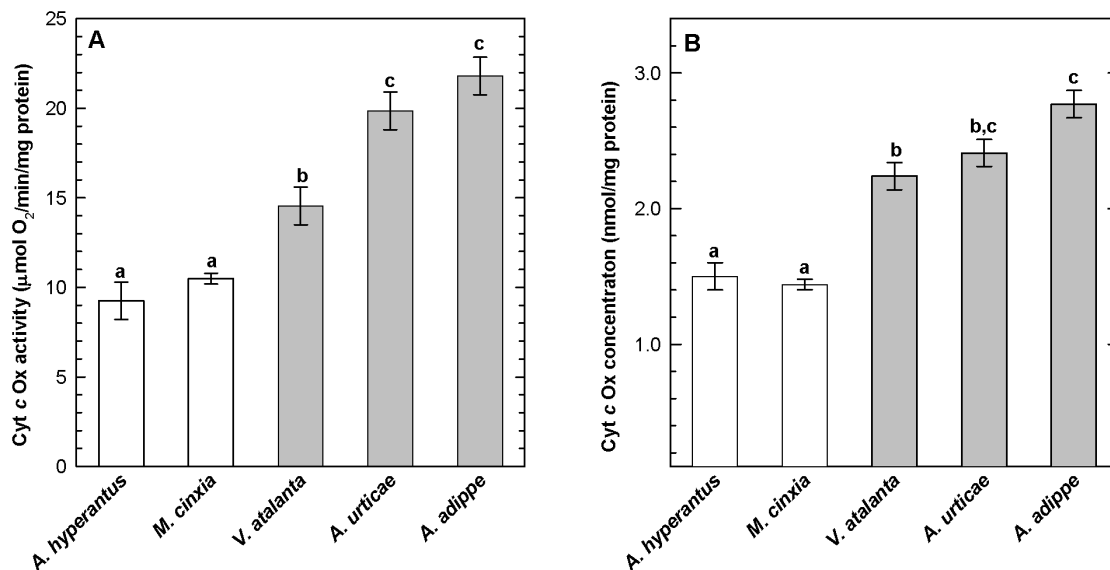 A
Cyt c Ox activity (μmol O2/min/mg protein)
25
20
15
10
5
0
a
a
b
c
c
A. hyperantus
M. cinxia
V. atalanta
A. urticae
A. adippe
B
Cyt c Ox concentraton (nmol/mg protein)
3.0
2.0
1.0
a
a
b
b,c
c
A. hyperantus
M. cinxia
V. atalanta
A. urticae
A. adippe